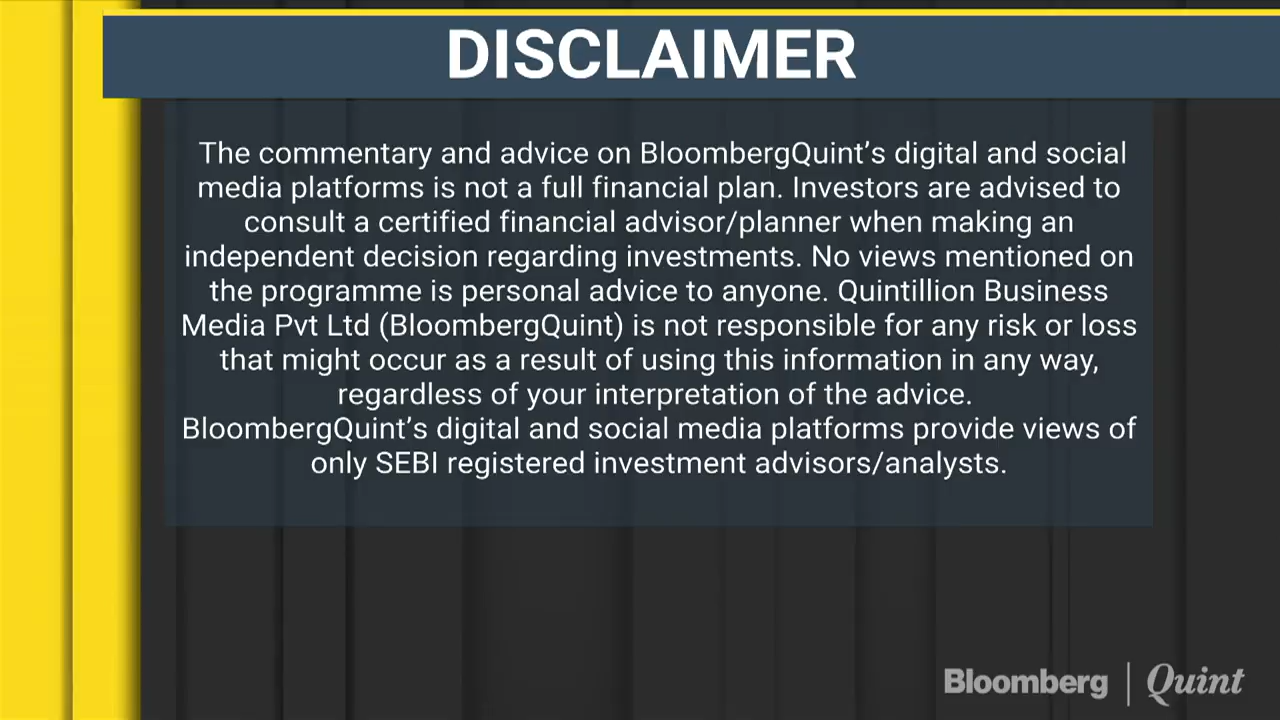 DISCLAIMER
The commentary and advice on BloombergQuint’s digital and social
media platforms is not a full financial plan. Investors are advised to
consult a certified financial advisor/planner when making an
independent decision regarding investments. No views mentioned on
the programme is personal advice to anyone. Quintillion Business
Media Pvt Ltd (BloombergQuint) is not responsible for any risk or loss
that might occur as a result of using this information in any way,
regardless of your interpretation of the advice.
BloombergQuint’s digital and social media platforms provide views of
only SEBI registered investment advisors/analysts.
Bloomberg | Quint